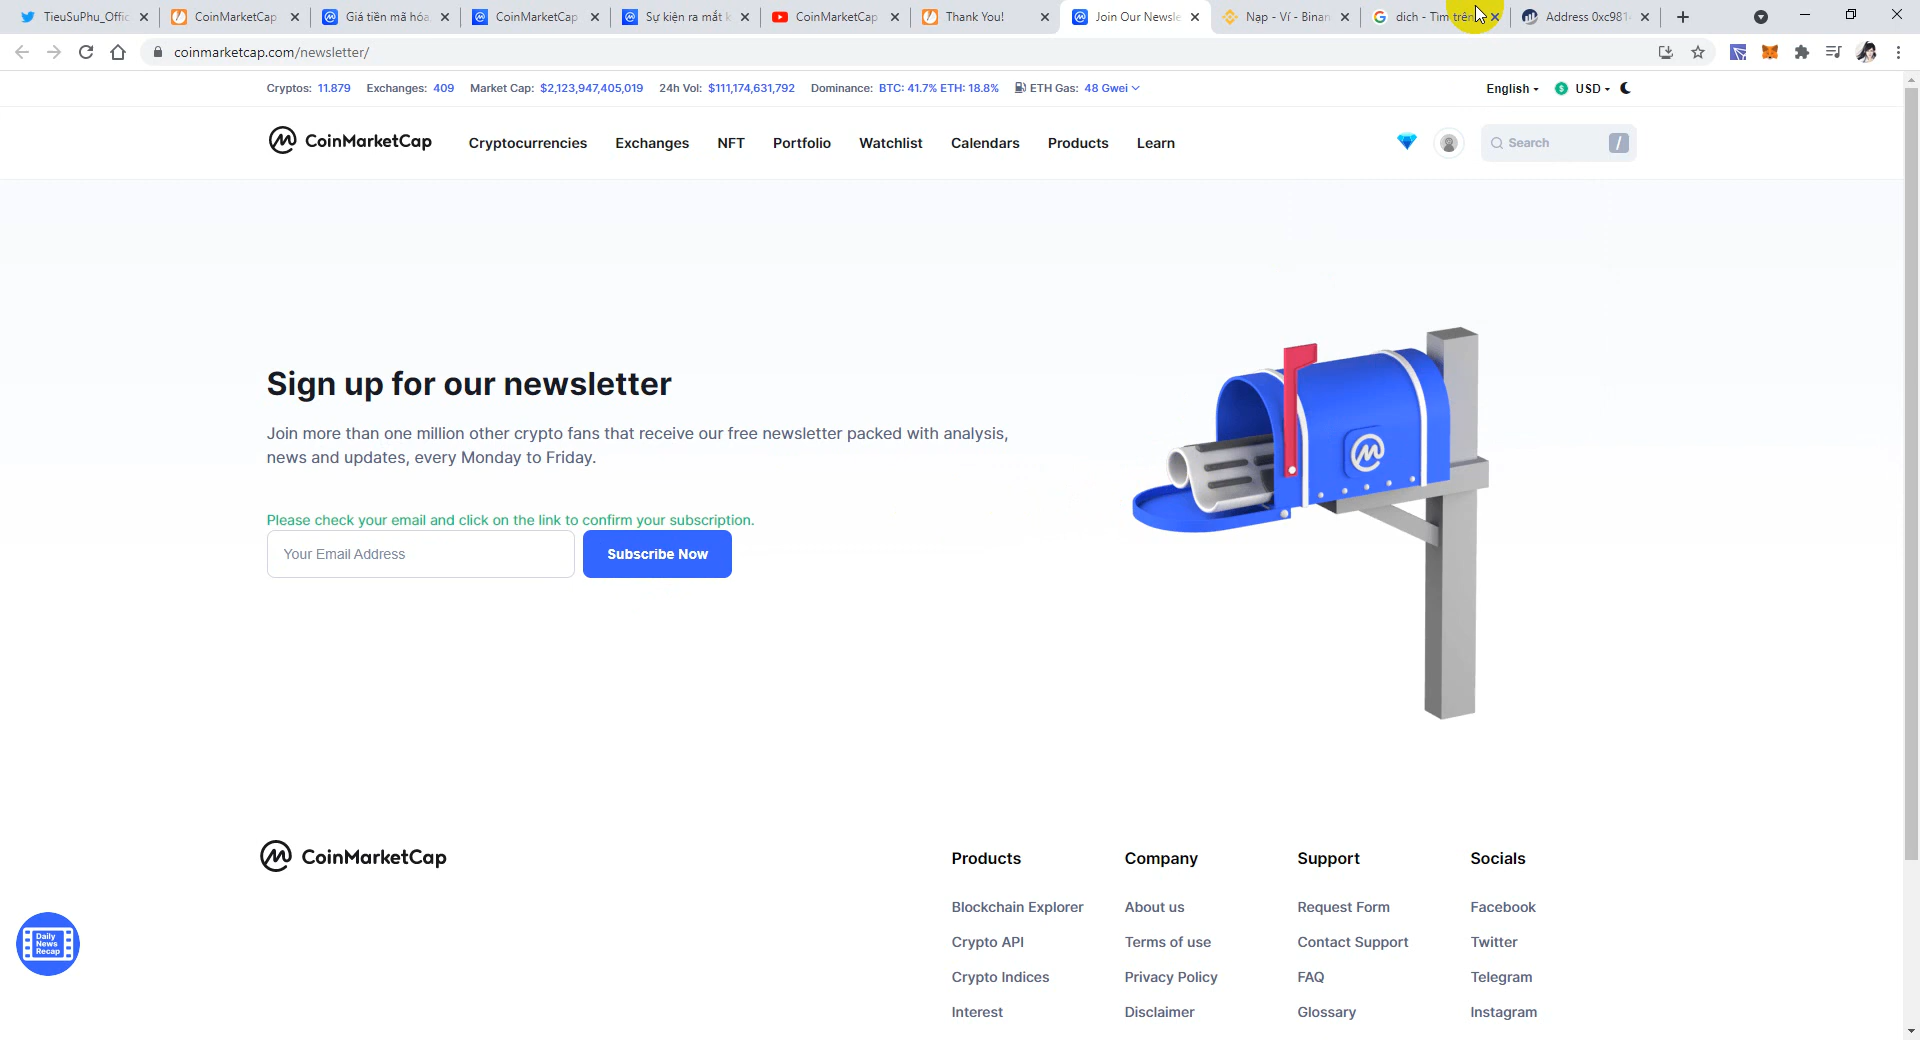 TieuSuPhu_Offic
CoinMarketCap
Giá tiền mã hóa
CoinMarketCap
Sự kiện ra mắt k
CoinMarketCap
Thank You!
Join Our Newsle
Nạp - Ví - Binan
dich - Tìm trên
Address 0xc981
coinmarketcap.com/newsletter/
Cryptos: 11.879 Exchanges: 409 Market Cap: $2,123,947,405,019 24h Vol: $111,174,631,792 Dominance: BTC: 41.7% ETH: 18.8% ETH Gas: 48 Gwei
English
$ USD
CoinMarketCap
Cryptocurrencies Exchanges NFT Portfolio Watchlist Calendars Products Learn
Search /
Sign up for our newsletter
Join more than one million other crypto fans that receive our free newsletter packed with analysis,
news and updates, every Monday to Friday.
Please check your email and click on the link to confirm your subscription.
Your Email Address
Subscribe Now
CoinMarketCap
Daily
News
Recap
Products
Blockchain Explorer
Crypto API
Crypto Indices
Interest
Company
About us
Terms of use
Privacy Policy
Disclaimer
Support
Request Form
Contact Support
FAQ
Glossary
Socials
Facebook
Twitter
Telegram
Instagram